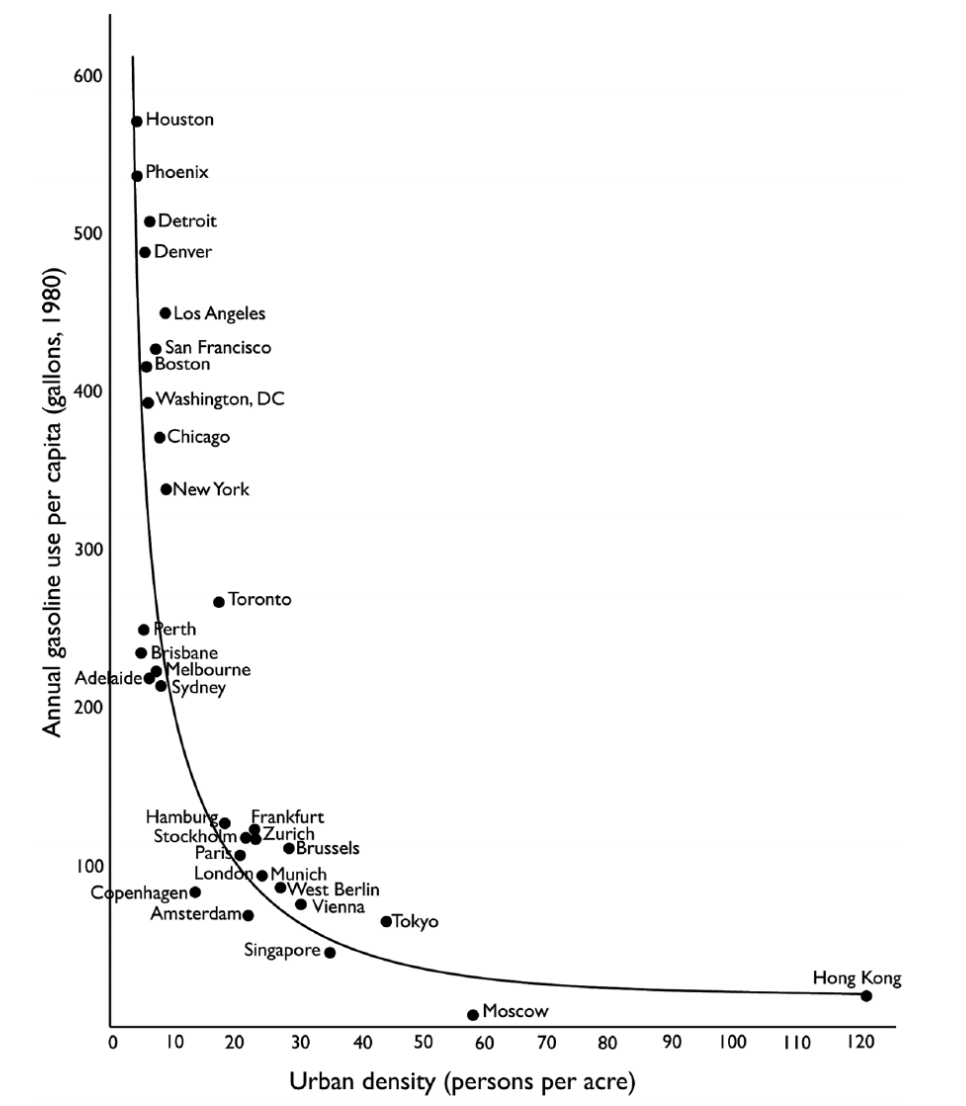 600
Houston
Phoenix
Detroit
500
Denver
Los Angeles
San Francisco
Boston
400
Washington, DC
Chicago
New York
300
Toronto
Perth
Brisbane
Melbourne
Adelaide
Sydney
200
Hamburg
Frankfurt
Stockholm
Zurich
Paris
Brussels
100
London
Munich
West Berlin
Copenhagen
Vienna
Amsterdam
Tokyo
Singapore
Hong Kong
Moscow
Annual gasoline use per capita (gallons, 1980)
0 10 20 30 40 50 60 70 80 90 100 110 120
Urban density (persons per acre)